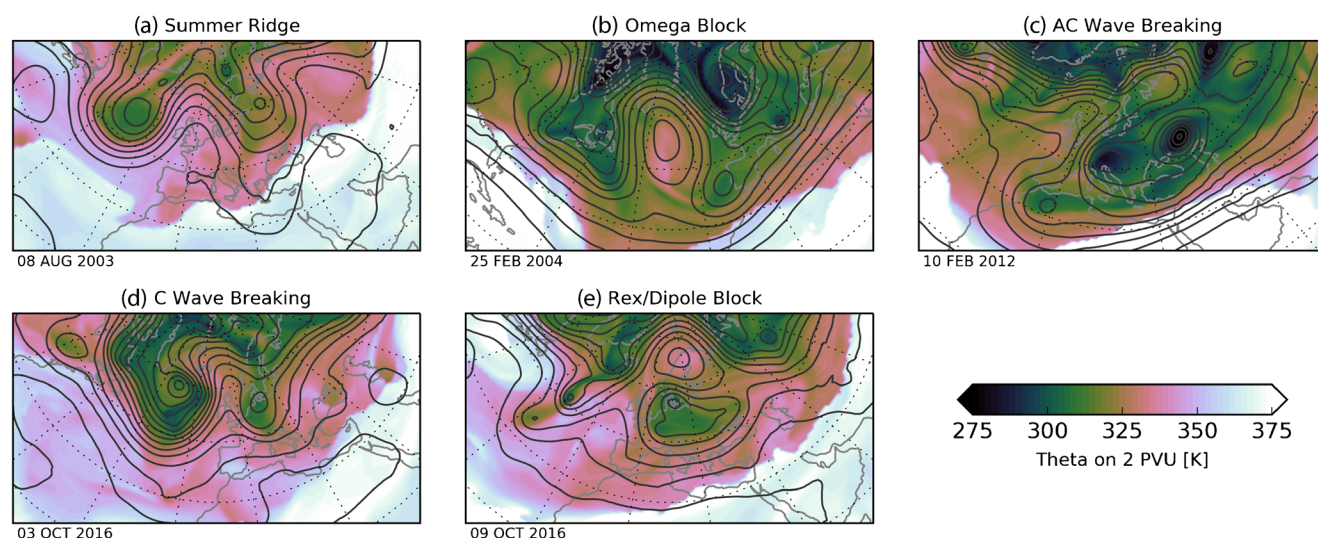 (a) Summer Ridge
(b) Omega Block
(c) AC Wave Breaking
08 AUG 2003
25 FEB 2004
10 FEB 2012
(d) C Wave Breaking
(e) Rex/Dipole Block
03 OCT 2016
09 OCT 2016
275 300 325 350 375
Theta on 2 PVU [K]